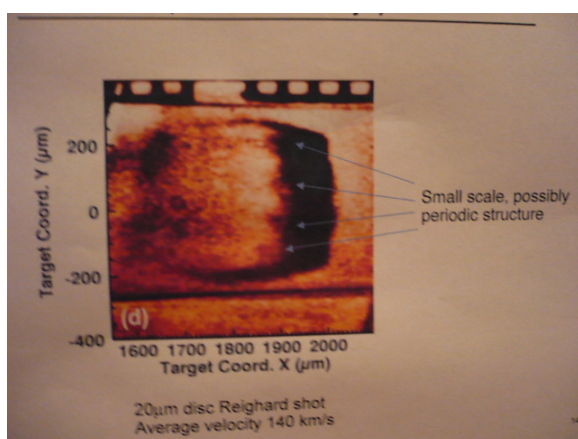 200
0
-200
-400
Target Coord. Y (µm)
(d)
1600 1700 1800 1900 2000
Target Coord. X (µm)
Small scale, possibly
periodic structure
20µm disc Reighard shot
Average velocity 140 km/s